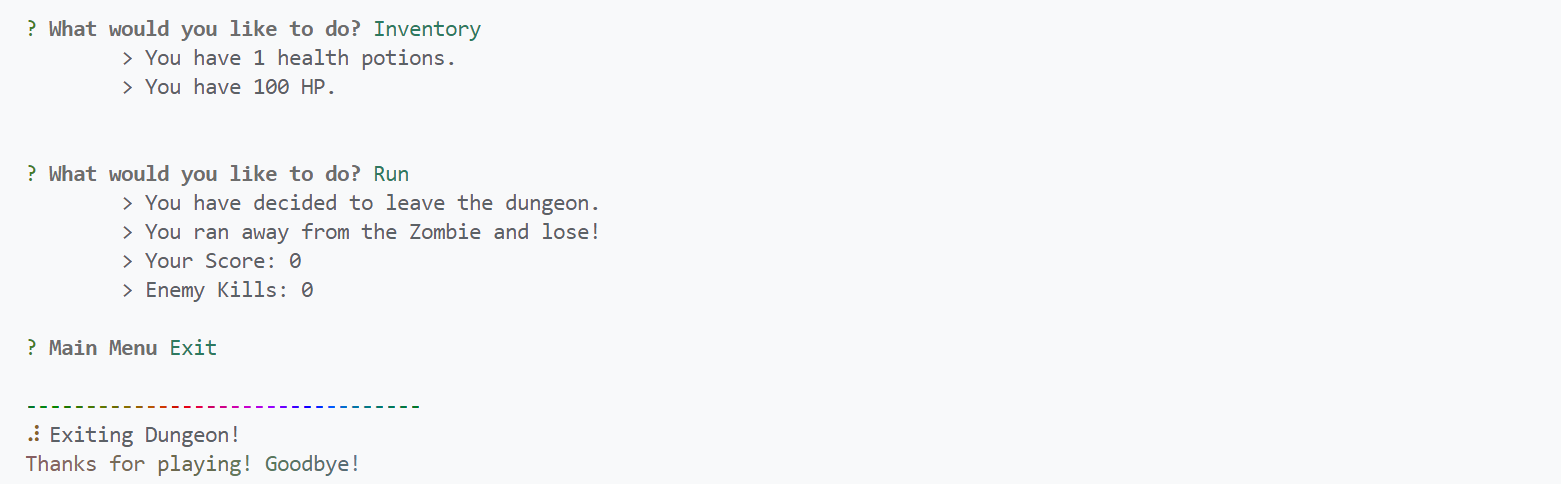 ? What would you like to do? Inventory
> You have 1 health potions.
> You have 100 HP.
? What would you like to do? Run
> You have decided to leave the dungeon.
> You ran away from the Zombie and lose!
> Your Score: 0
> Enemy Kills: 0
? Main Menu Exit
---------------------------------
⠼ Exiting Dungeon!
Thanks for playing! Goodbye!